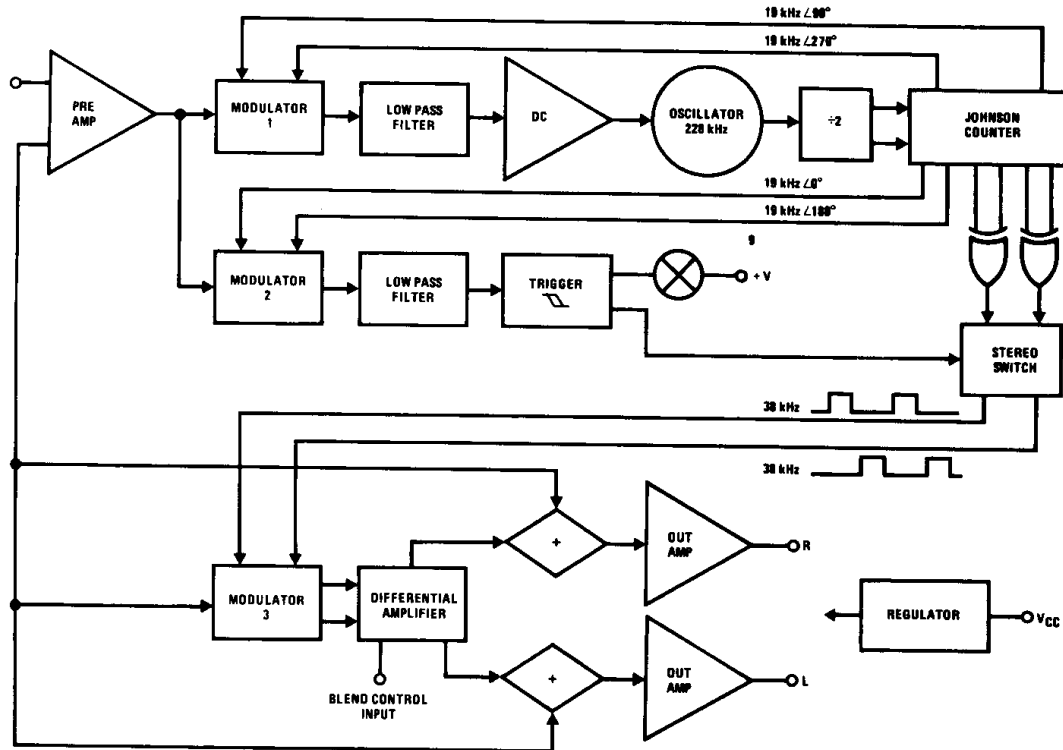 19 kHz ∠90°
19 kHz ∠270°
PRE
AMP
MODULATOR
1
LOW PASS
FILTER
DC
OSCILLATOR
228 kHz
÷2
JOHNSON
COUNTER
19 kHz ∠0°
19 kHz ∠180°
MODULATOR
2
LOW PASS
FILTER
TRIGGER
9
+ V
STEREO
SWITCH
38 kHz
38 kHz
MODULATOR
3
DIFFERENTIAL
AMPLIFIER
+
OUT
AMP
R
REGULATOR
VCC
+
OUT
AMP
L
BLEND CONTROL
INPUT